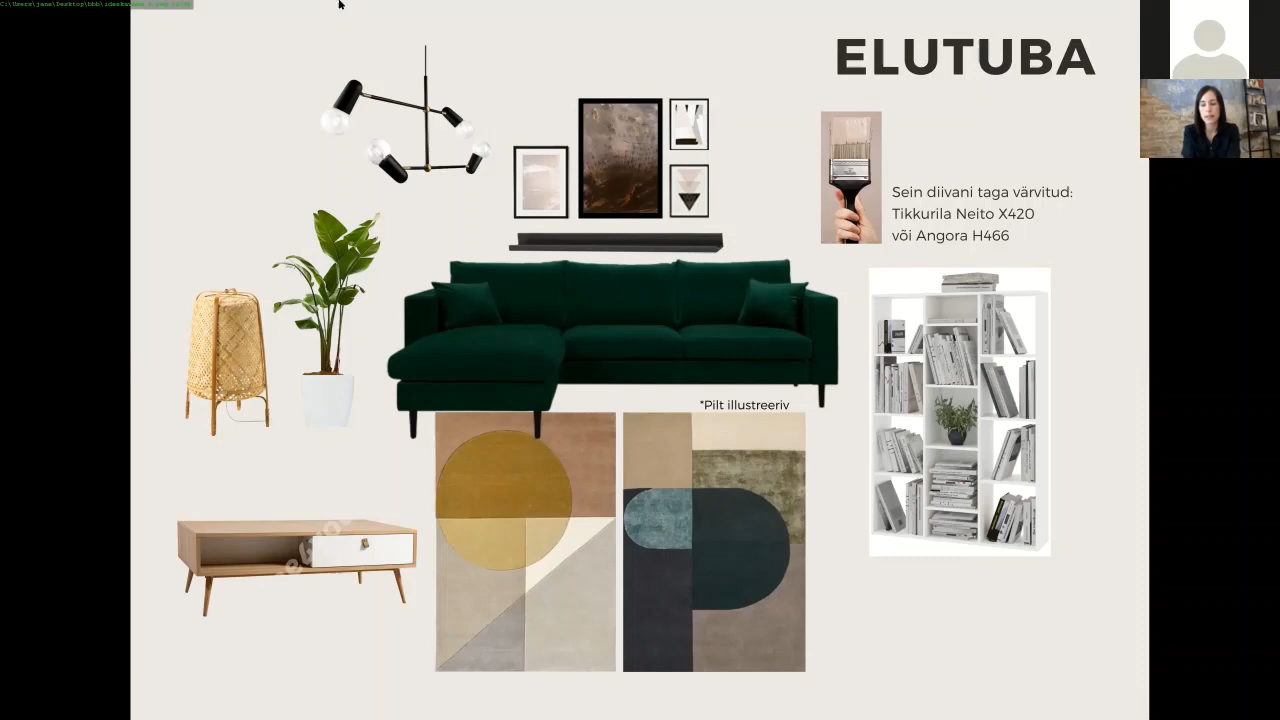 ELUTUBA
Sein diivani taga värvitud:
Tikkurila Neito X420
või Angora H466
*Pilt illustreeriv